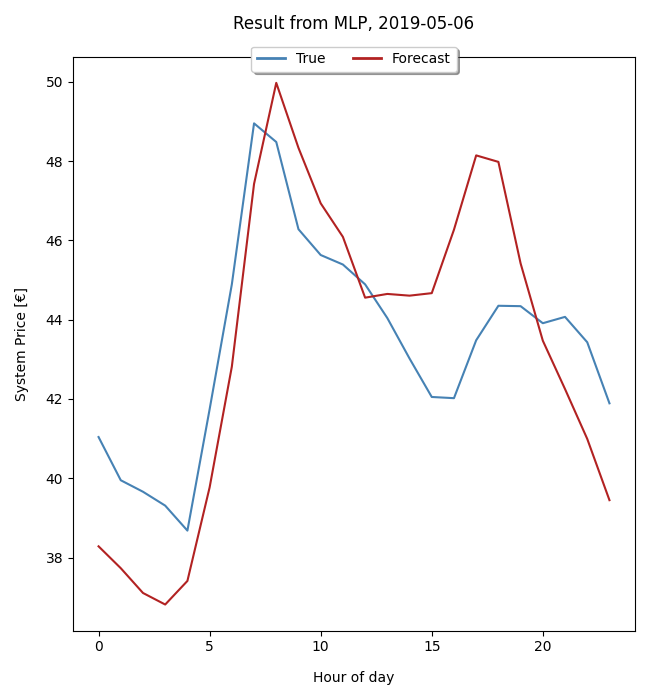 Result from MLP, 2019-05-06
True Forecast
50
48
46
44
42
40
38
System Price [€]
0 5 10 15 20
Hour of day